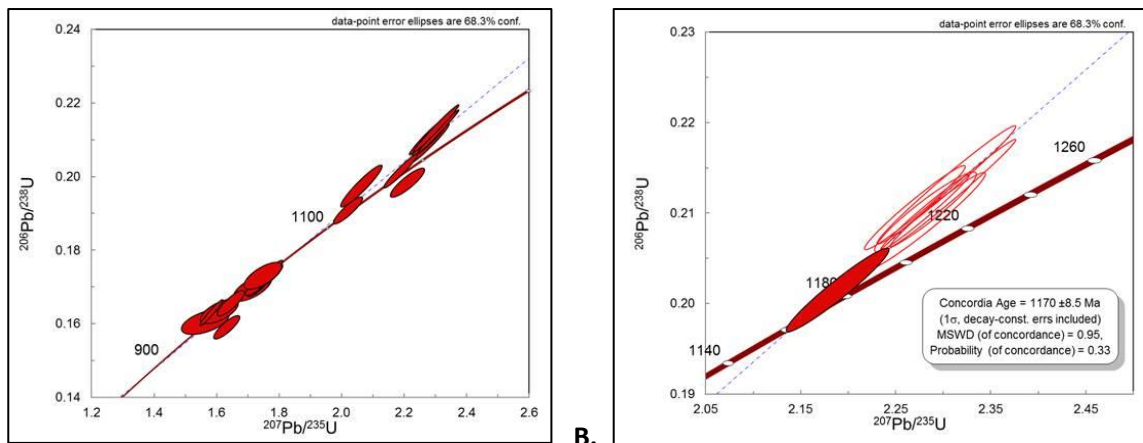 data-point error ellipses are 68.3% conf.
0.24
0.22
0.20
0.18
0.16
0.14
206Pb/238U
1100
900
1.2 1.4 1.6 1.8 2.0 2.2 2.4 2.6
207Pb/235U
B.
data-point error ellipses are 68.3% conf.
0.23
0.22
0.21
0.20
0.19
206Pb/238U
1260
1220
1180
1140
Concordia Age = 1170 ±8.5 Ma
(1σ, decay-const. errs included)
MSWD (of concordance) = 0.95,
Probability (of concordance) = 0.33
2.05 2.15 2.25 2.35 2.45
207Pb/235U